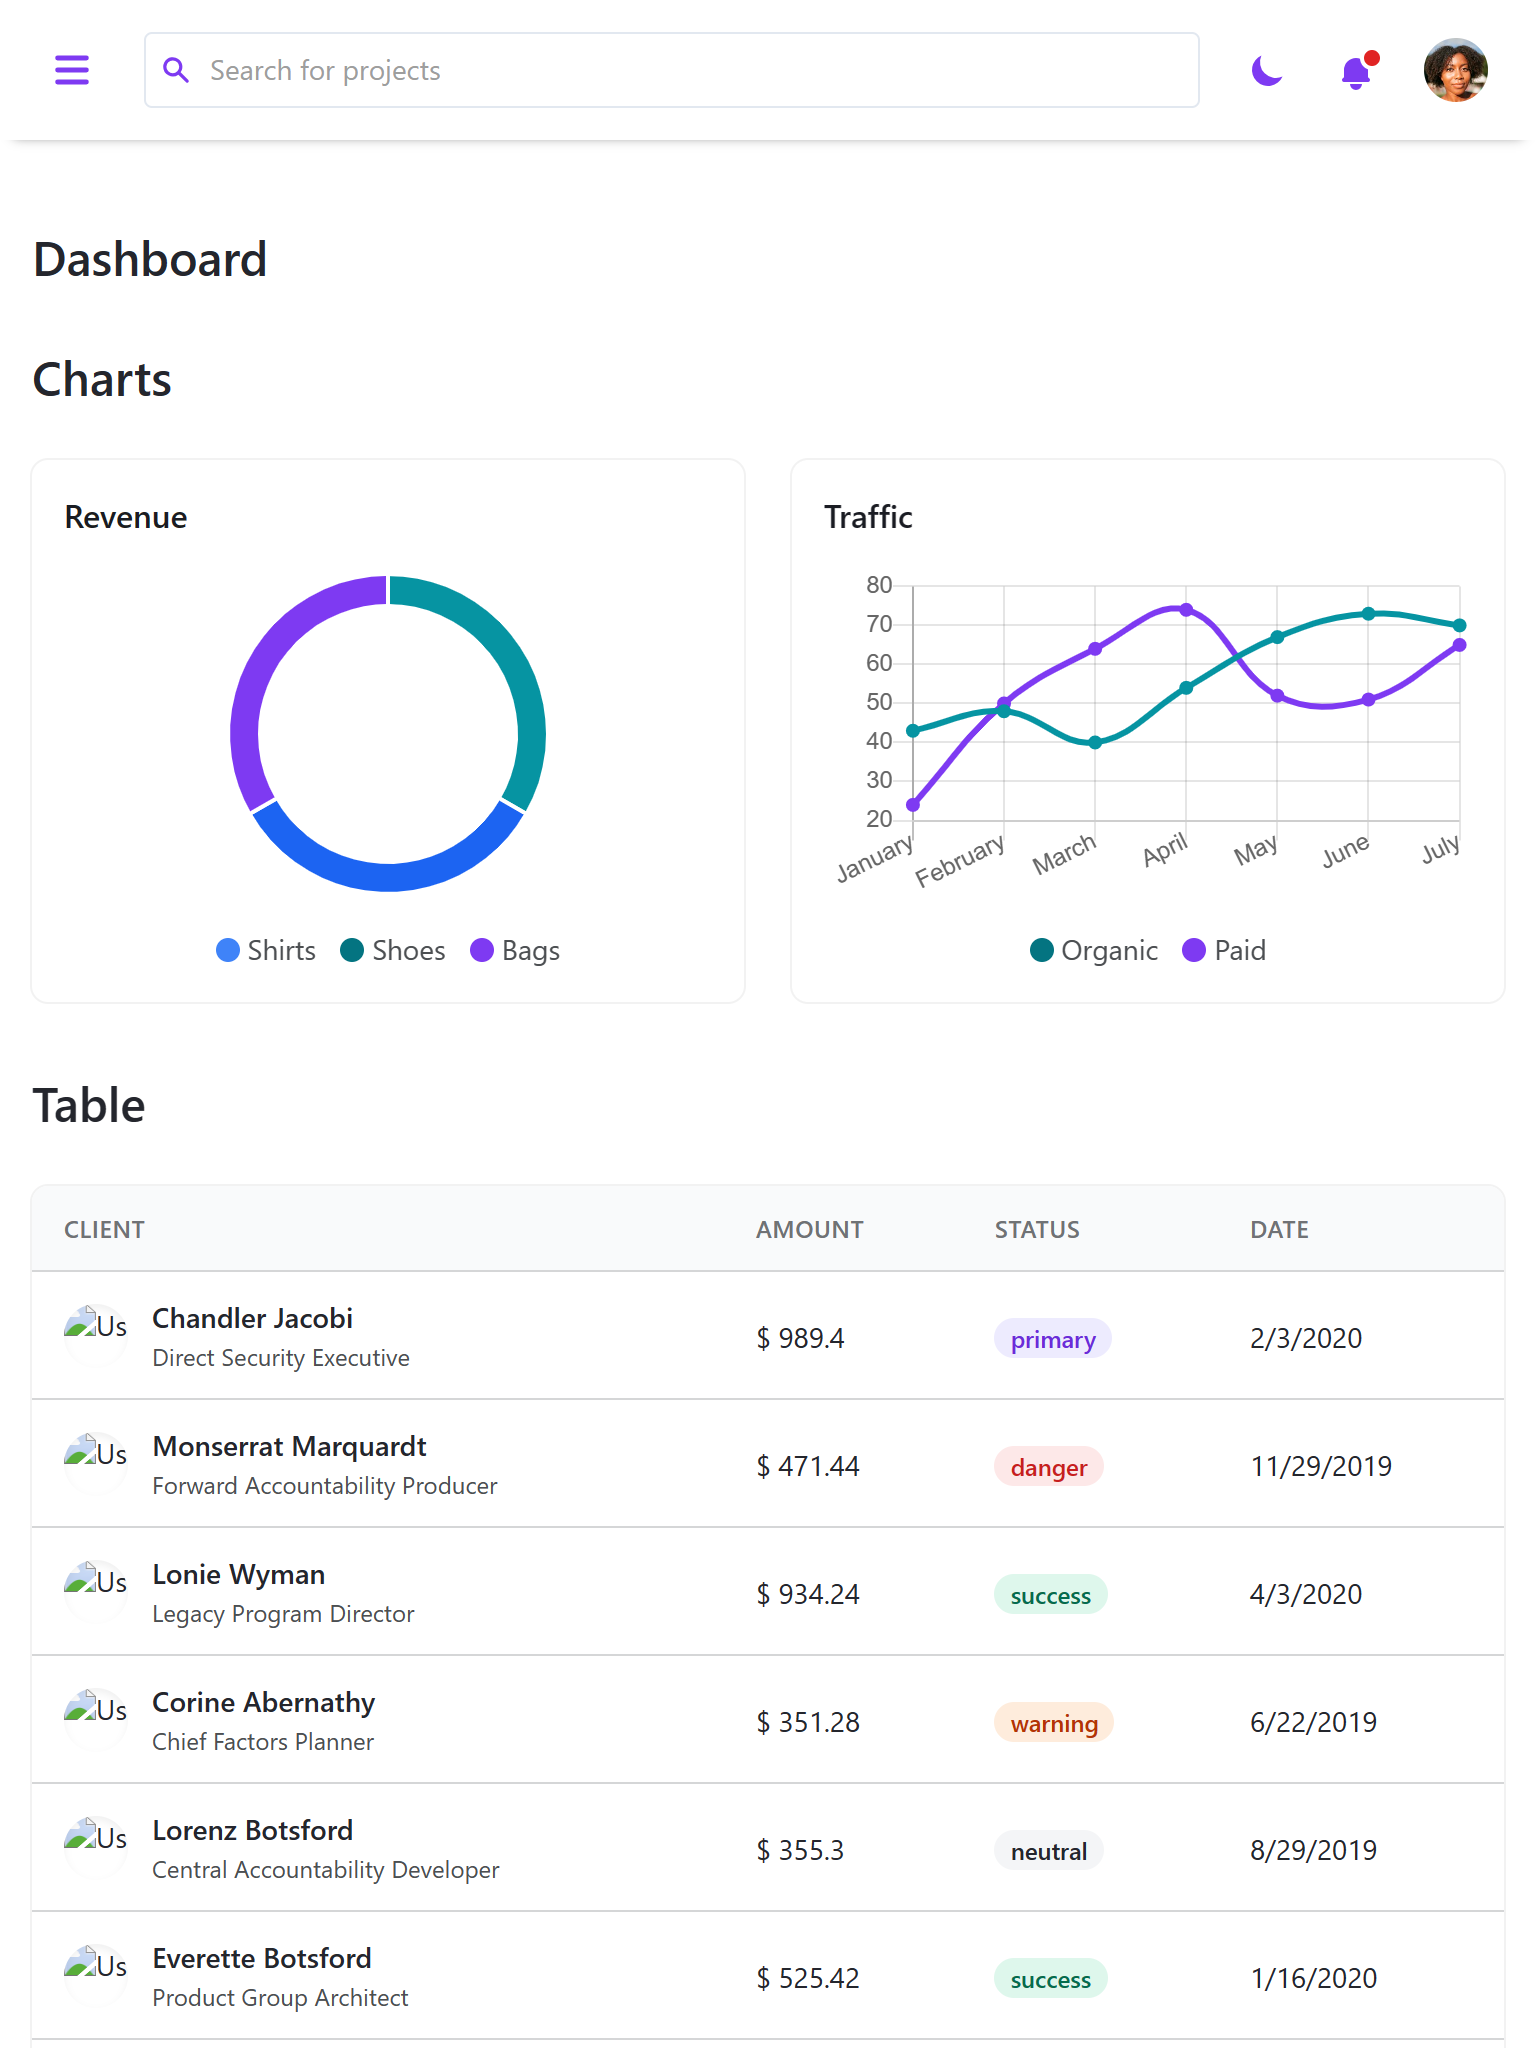 Search for projects
Dashboard
Charts
Revenue
Shirts Shoes Bags
Traffic
80
70
60
50
40
30
20
January February March April May June July
Organic Paid
Table
CLIENT AMOUNT STATUS DATE
Us Chandler Jacobi
Direct Security Executive
$ 989.4 primary 2/3/2020
Us Monserrat Marquardt
Forward Accountability Producer
$ 471.44 danger 11/29/2019
Us Lonie Wyman
Legacy Program Director
$ 934.24 success 4/3/2020
Us Corine Abernathy
Chief Factors Planner
$ 351.28 warning 6/22/2019
Us Lorenz Botsford
Central Accountability Developer
$ 355.3 neutral 8/29/2019
Us Everette Botsford
Product Group Architect
$ 525.42 success 1/16/2020